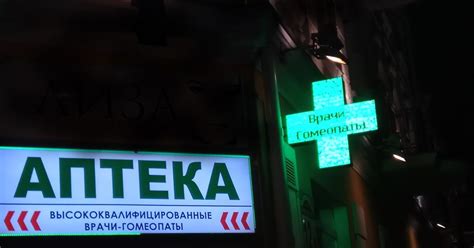 Врачи
Гомеопаты
АПТЕКА
ВЫСОКОКВАЛИФИЦИРОВАННЫЕ
ВРАЧИ-ГОМЕОПАТЫ